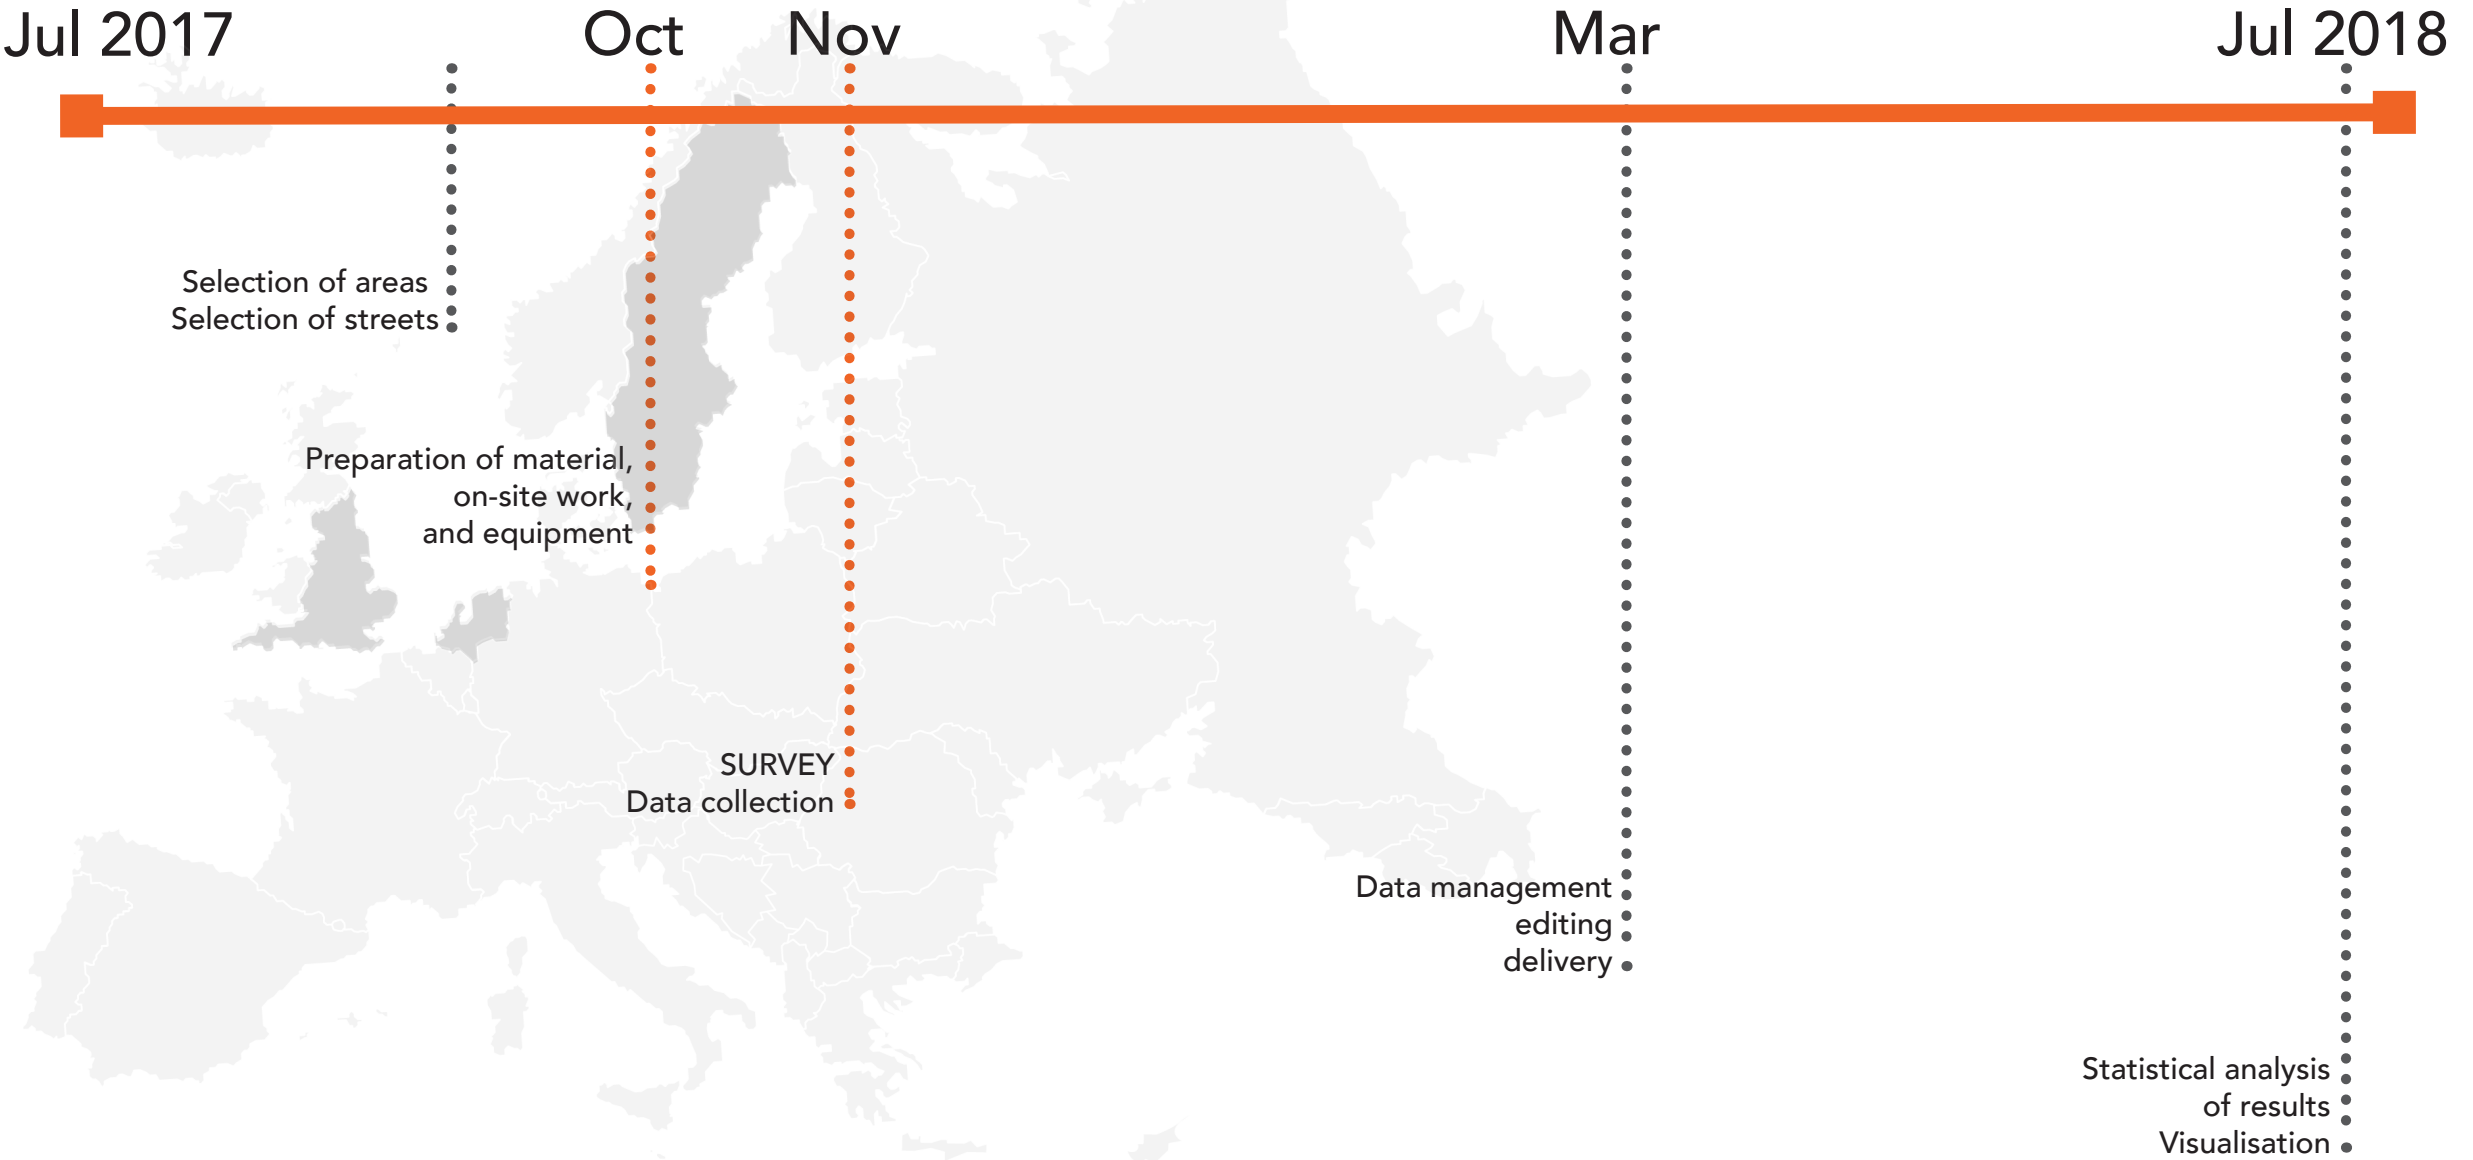 Jul 2017
Oct
Nov
Mar
Jul 2018
Selection of areas
Selection of streets
Preparation of material,
on-site work,
and equipment
SURVEY
Data collection
Data management
editing
delivery
Statistical analysis
of results
Visualisation